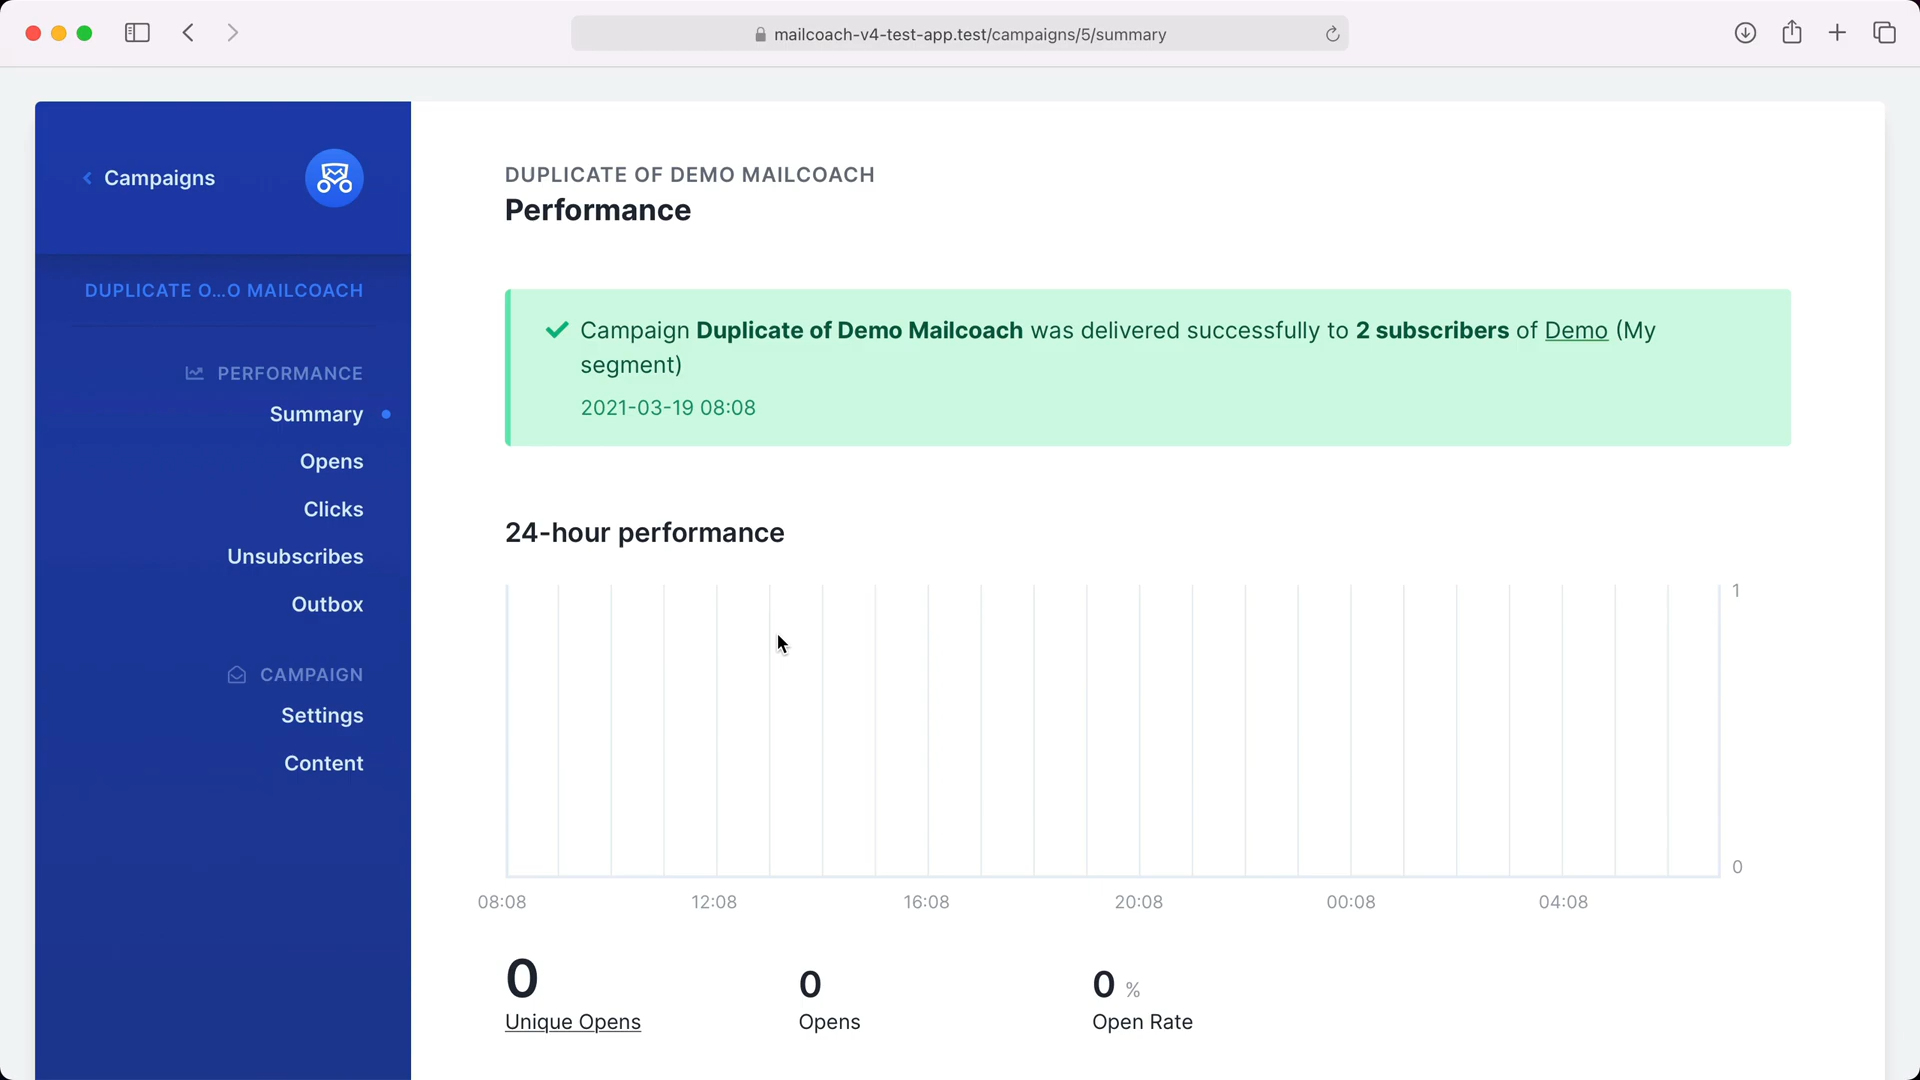 mailcoach-v4-test-app.test/campaigns/5/summary
Campaigns
DUPLICATE O...O MAILCOACH
PERFORMANCE
Summary
Opens
Clicks
Unsubscribes
Outbox
CAMPAIGN
Settings
Content
DUPLICATE OF DEMO MAILCOACH
Performance
Campaign Duplicate of Demo Mailcoach was delivered successfully to 2 subscribers of Demo (My
segment)
2021-03-19 08:08
24-hour performance
1
0
08:08 12:08 16:08 20:08 00:08 04:08
0 0 0 %
Unique Opens Opens Open Rate